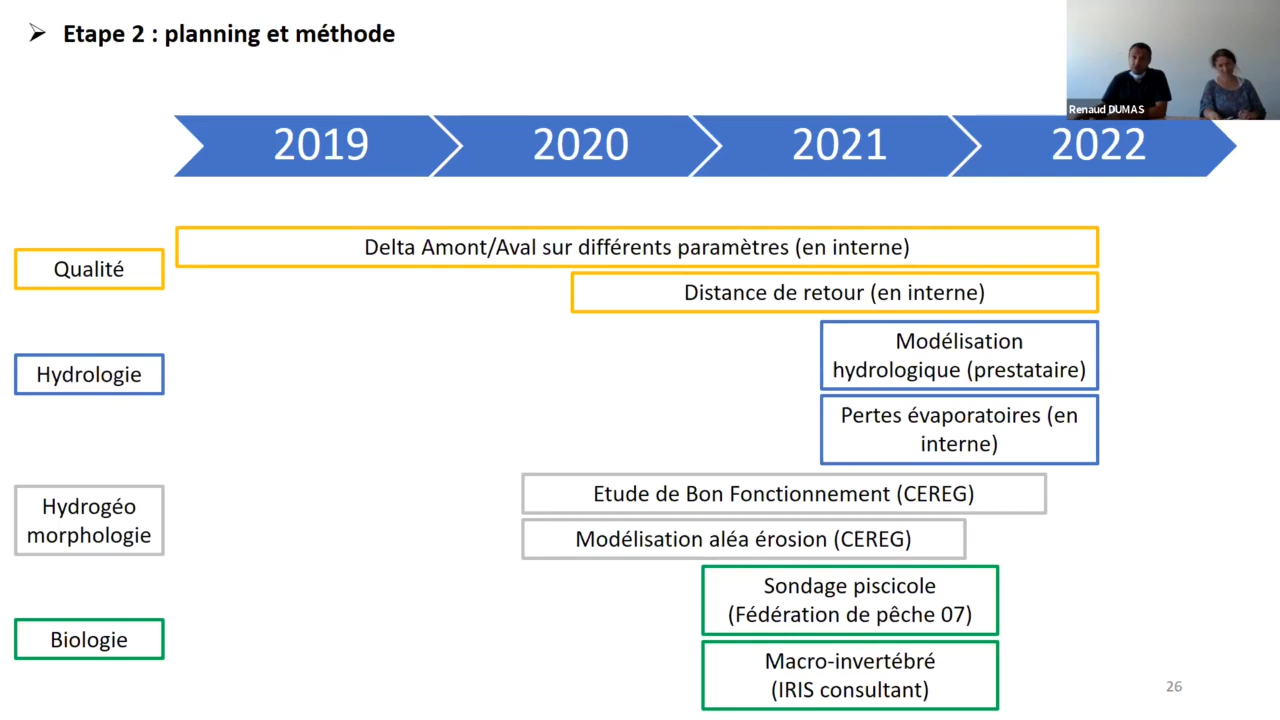 Etape 2 : planning et méthode
Renaud DUMAS
2019
2020
2021
2022
Qualité
Delta Amont/Aval sur différents paramètres (en interne)
Distance de retour (en interne)
Hydrologie
Modélisation
hydrologique (prestataire)
Pertes évaporatoires (en
interne)
Hydrogéo
morphologie
Etude de Bon Fonctionnement (CEREG)
Modélisation aléa érosion (CEREG)
Biologie
Sondage piscicole
(Fédération de pêche 07)
Macro-invertébré
(IRIS consultant)
26